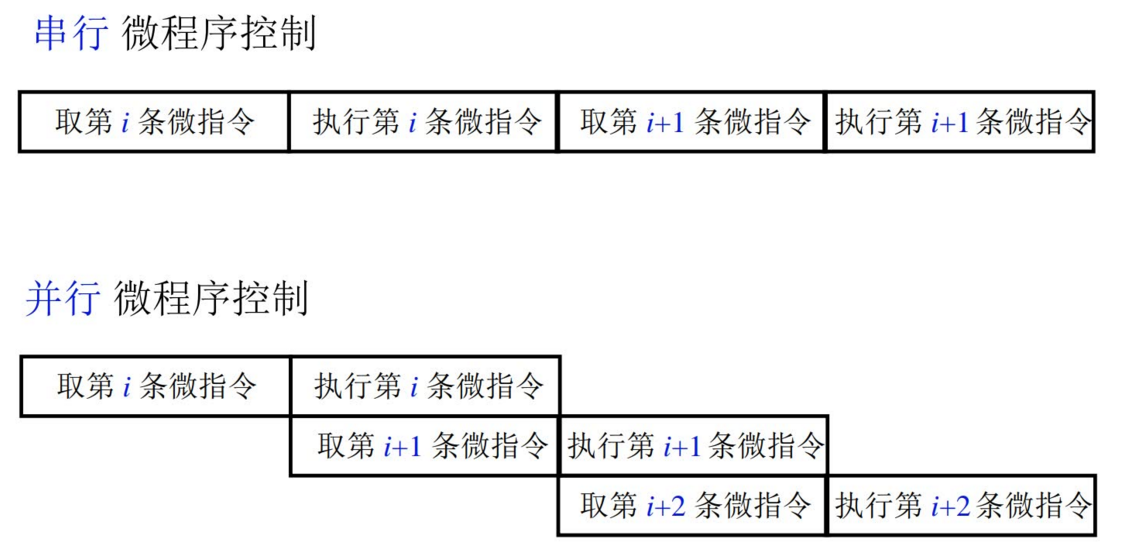 串行 微程序控制
取第 i 条微指令 执行第 i 条微指令 取第 i+1 条微指令 执行第 i+1 条微指令
并行 微程序控制
取第 i 条微指令 执行第 i 条微指令
取第 i+1 条微指令 执行第 i+1 条微指令
取第 i+2 条微指令 执行第 i+2 条微指令